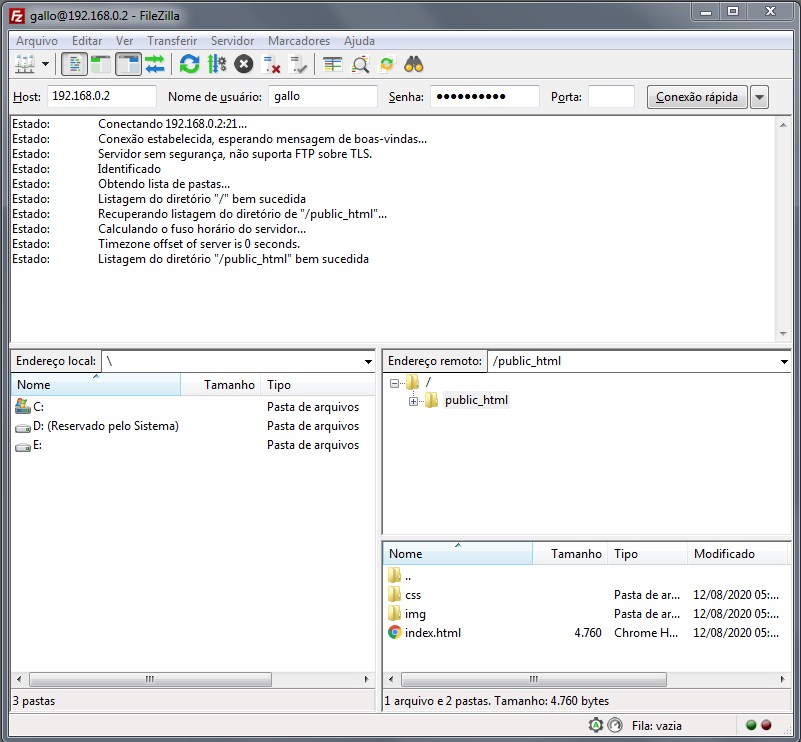 gallo@192.168.0.2 - FileZilla
Arquivo Editar Ver Transferir Servidor Marcadores Ajuda
Host: 192.168.0.2 Nome de usuário: gallo Senha: ●●●●●●●●●● Porta: Conexão rápida
Estado: Conectando 192.168.0.2:21...
Estado: Conexão estabelecida, esperando mensagem de boas-vindas...
Estado: Servidor sem segurança, não suporta FTP sobre TLS.
Estado: Identificado
Estado: Obtendo lista de pastas...
Estado: Listagem do diretório "/" bem sucedida
Estado: Recuperando listagem do diretório de "/public_html"...
Estado: Calculando o fuso horário do servidor...
Estado: Timezone offset of server is 0 seconds.
Estado: Listagem do diretório "/public_html" bem sucedida
Endereço local: \
Nome Tamanho Tipo
C: Pasta de arquivos
D: (Reservado pelo Sistema) Pasta de arquivos
E: Pasta de arquivos
3 pastas
Endereço remoto: /public_html
/
public_html
Nome Tamanho Tipo Modificado
..
css Pasta de ar... 12/08/2020 05:...
img Pasta de ar... 12/08/2020 05:...
index.html 4.760 Chrome H... 12/08/2020 05:...
1 arquivo e 2 pastas. Tamanho: 4.760 bytes
Fila: vazia